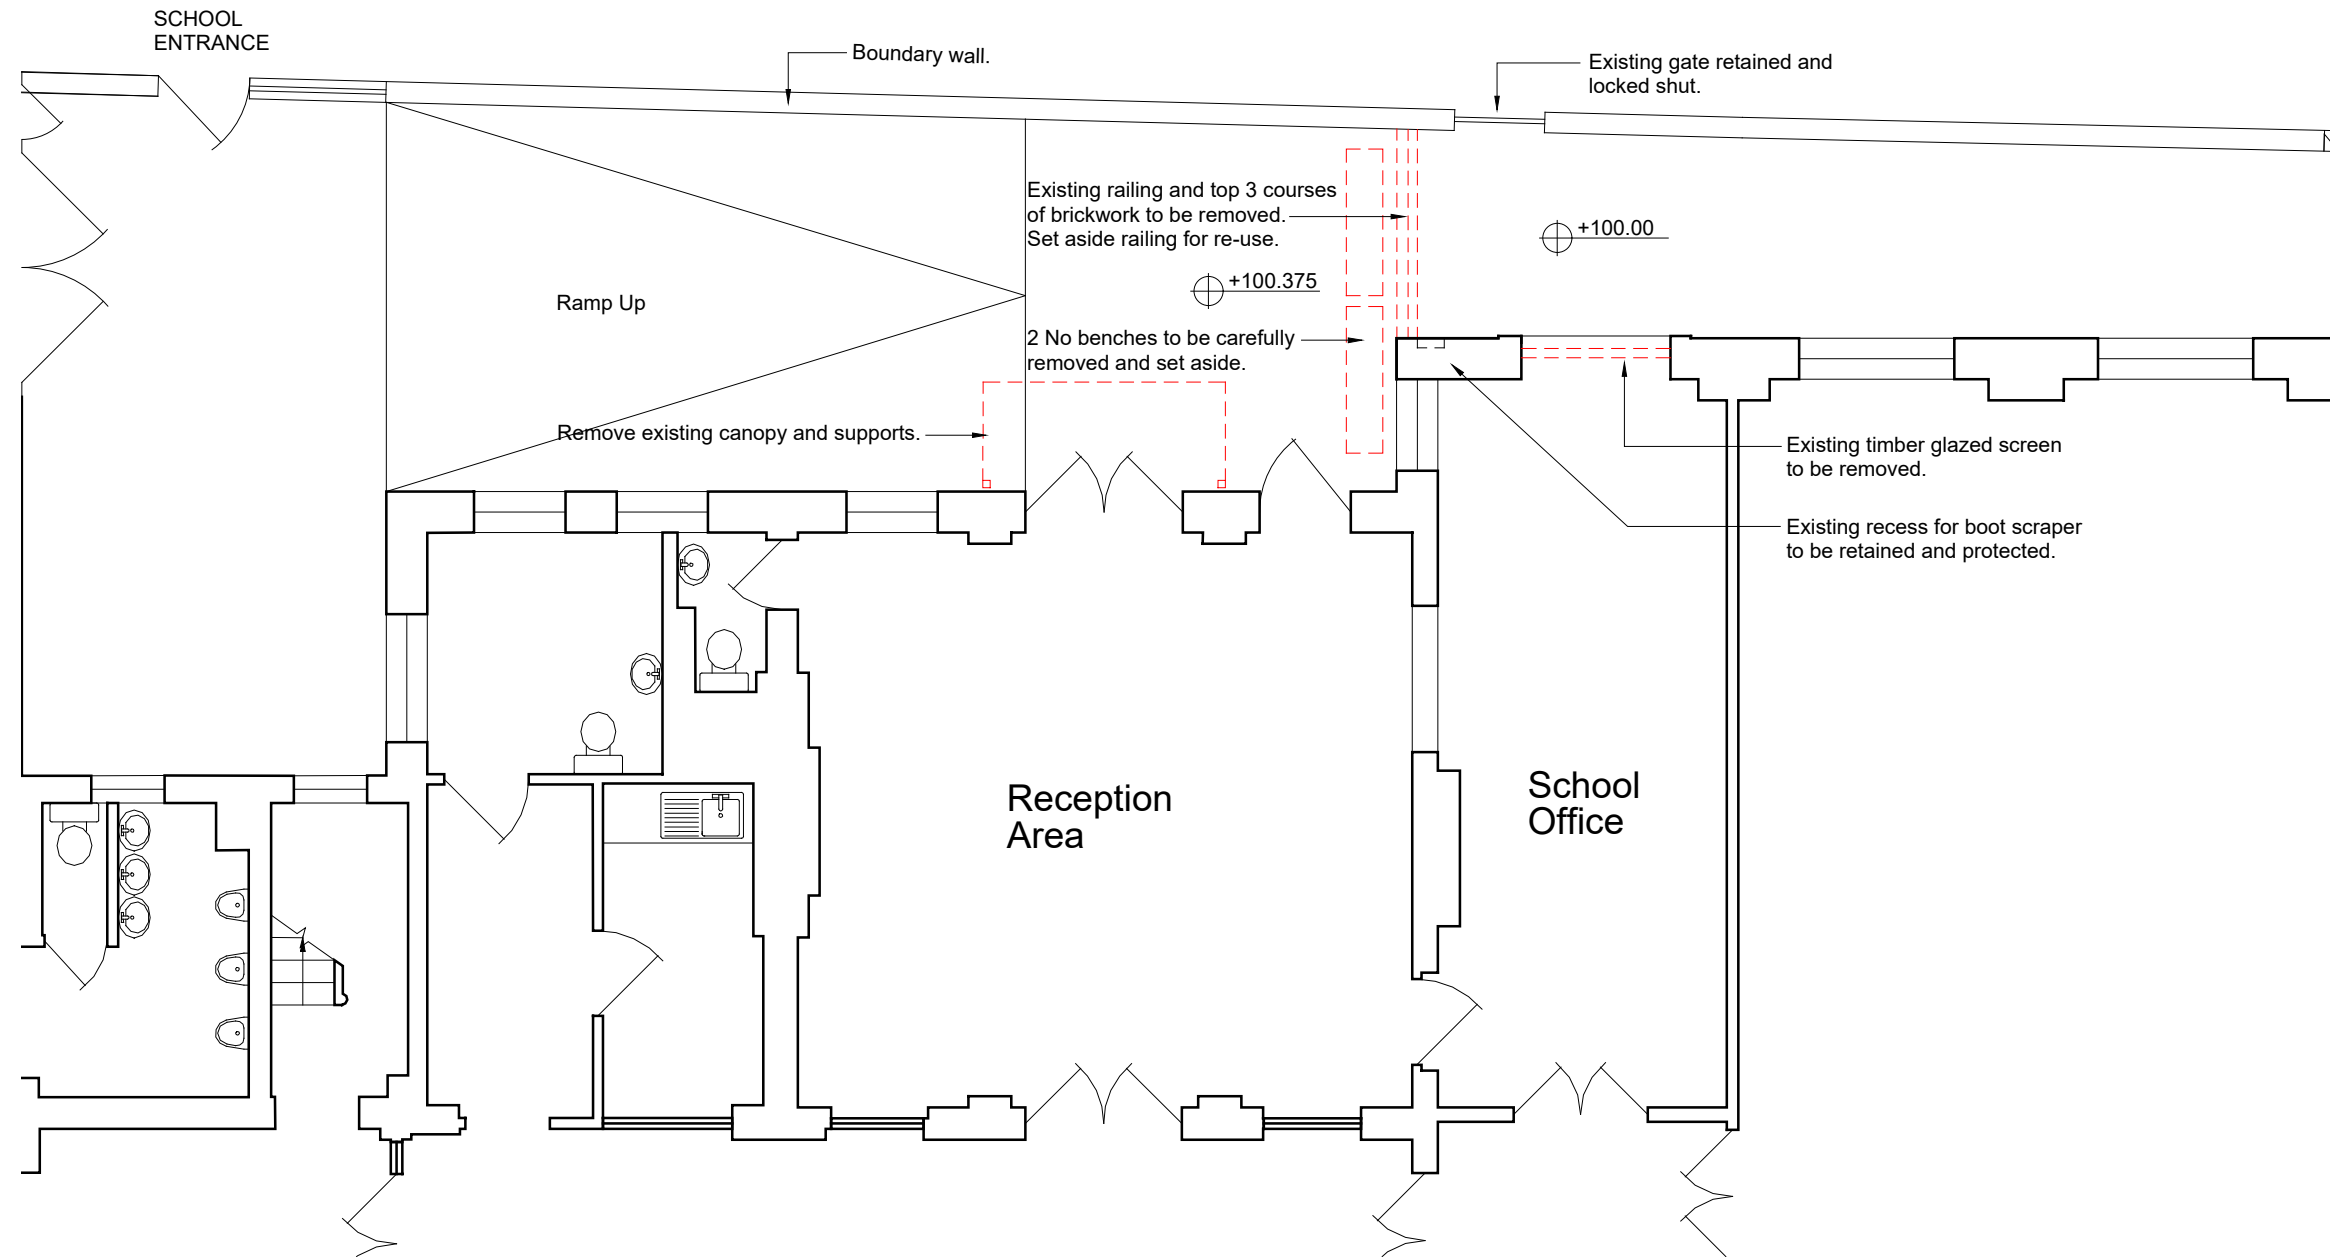 SCHOOL
ENTRANCE
Boundary wall.
Existing gate retained and
locked shut.
Existing railing and top 3 courses
of brickwork to be removed.
Set aside railing for re-use.
+100.00
+100.375
Ramp Up
2 No benches to be carefully
removed and set aside.
Remove existing canopy and supports.
Existing timber glazed screen
to be removed.
Existing recess for boot scraper
to be retained and protected.
Reception
Area
School
Office